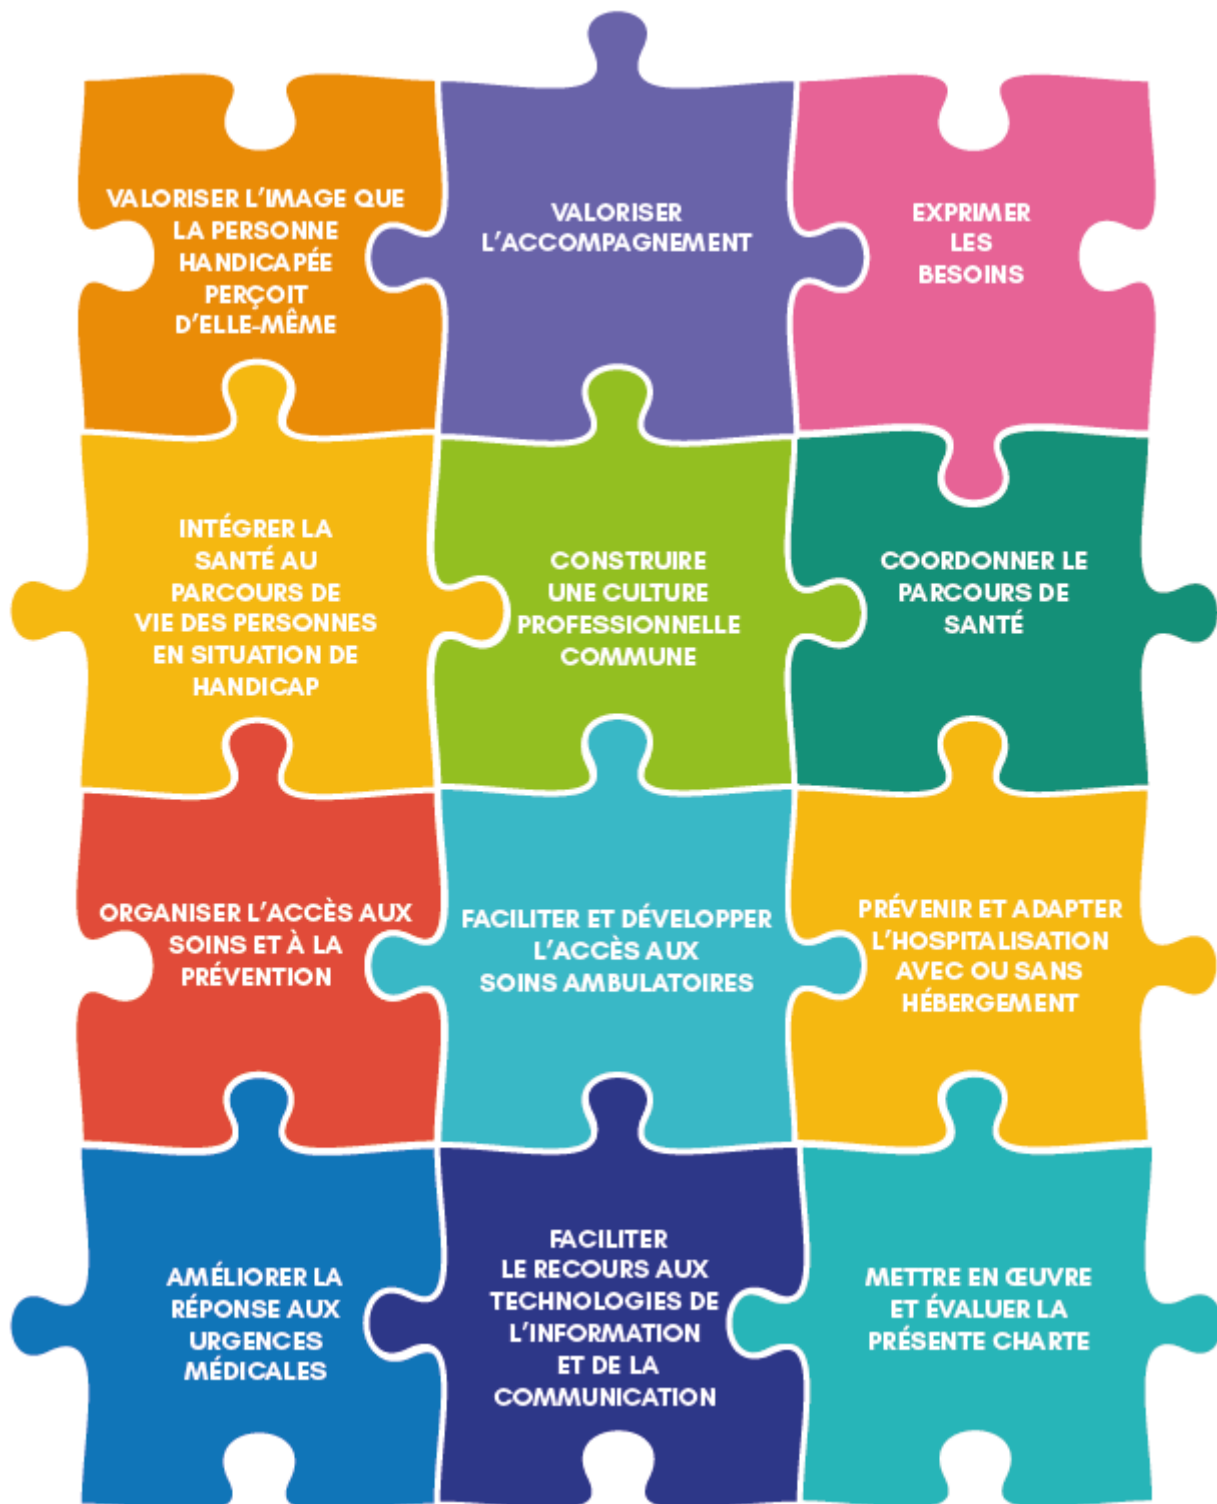 VALORISER L'IMAGE QUE
LA PERSONNE
HANDICAPÉE
PERÇOIT
D'ELLE-MÊME
VALORISER
L'ACCOMPAGNEMENT
EXPRIMER
LES
BESOINS
INTÉGRER LA
SANTÉ AU
PARCOURS DE
VIE DES PERSONNES
EN SITUATION DE
HANDICAP
CONSTRUIRE
UNE CULTURE
PROFESSIONNELLE
COMMUNE
COORDONNER LE
PARCOURS DE
SANTÉ
ORGANISER L'ACCÈS AUX
SOINS ET À LA
PRÉVENTION
FACILITER ET DÉVELOPPER
L'ACCÈS AUX
SOINS AMBULATOIRES
PRÉVENIR ET ADAPTER
L'HOSPITALISATION
AVEC OU SANS
HÉBERGEMENT
AMÉLIORER LA
RÉPONSE AUX
URGENCES
MÉDICALES
FACILITER
LE RECOURS AUX
TECHNOLOGIES DE
L'INFORMATION
ET DE LA
COMMUNICATION
METTRE EN ŒUVRE
ET ÉVALUER LA
PRÉSENTE CHARTE